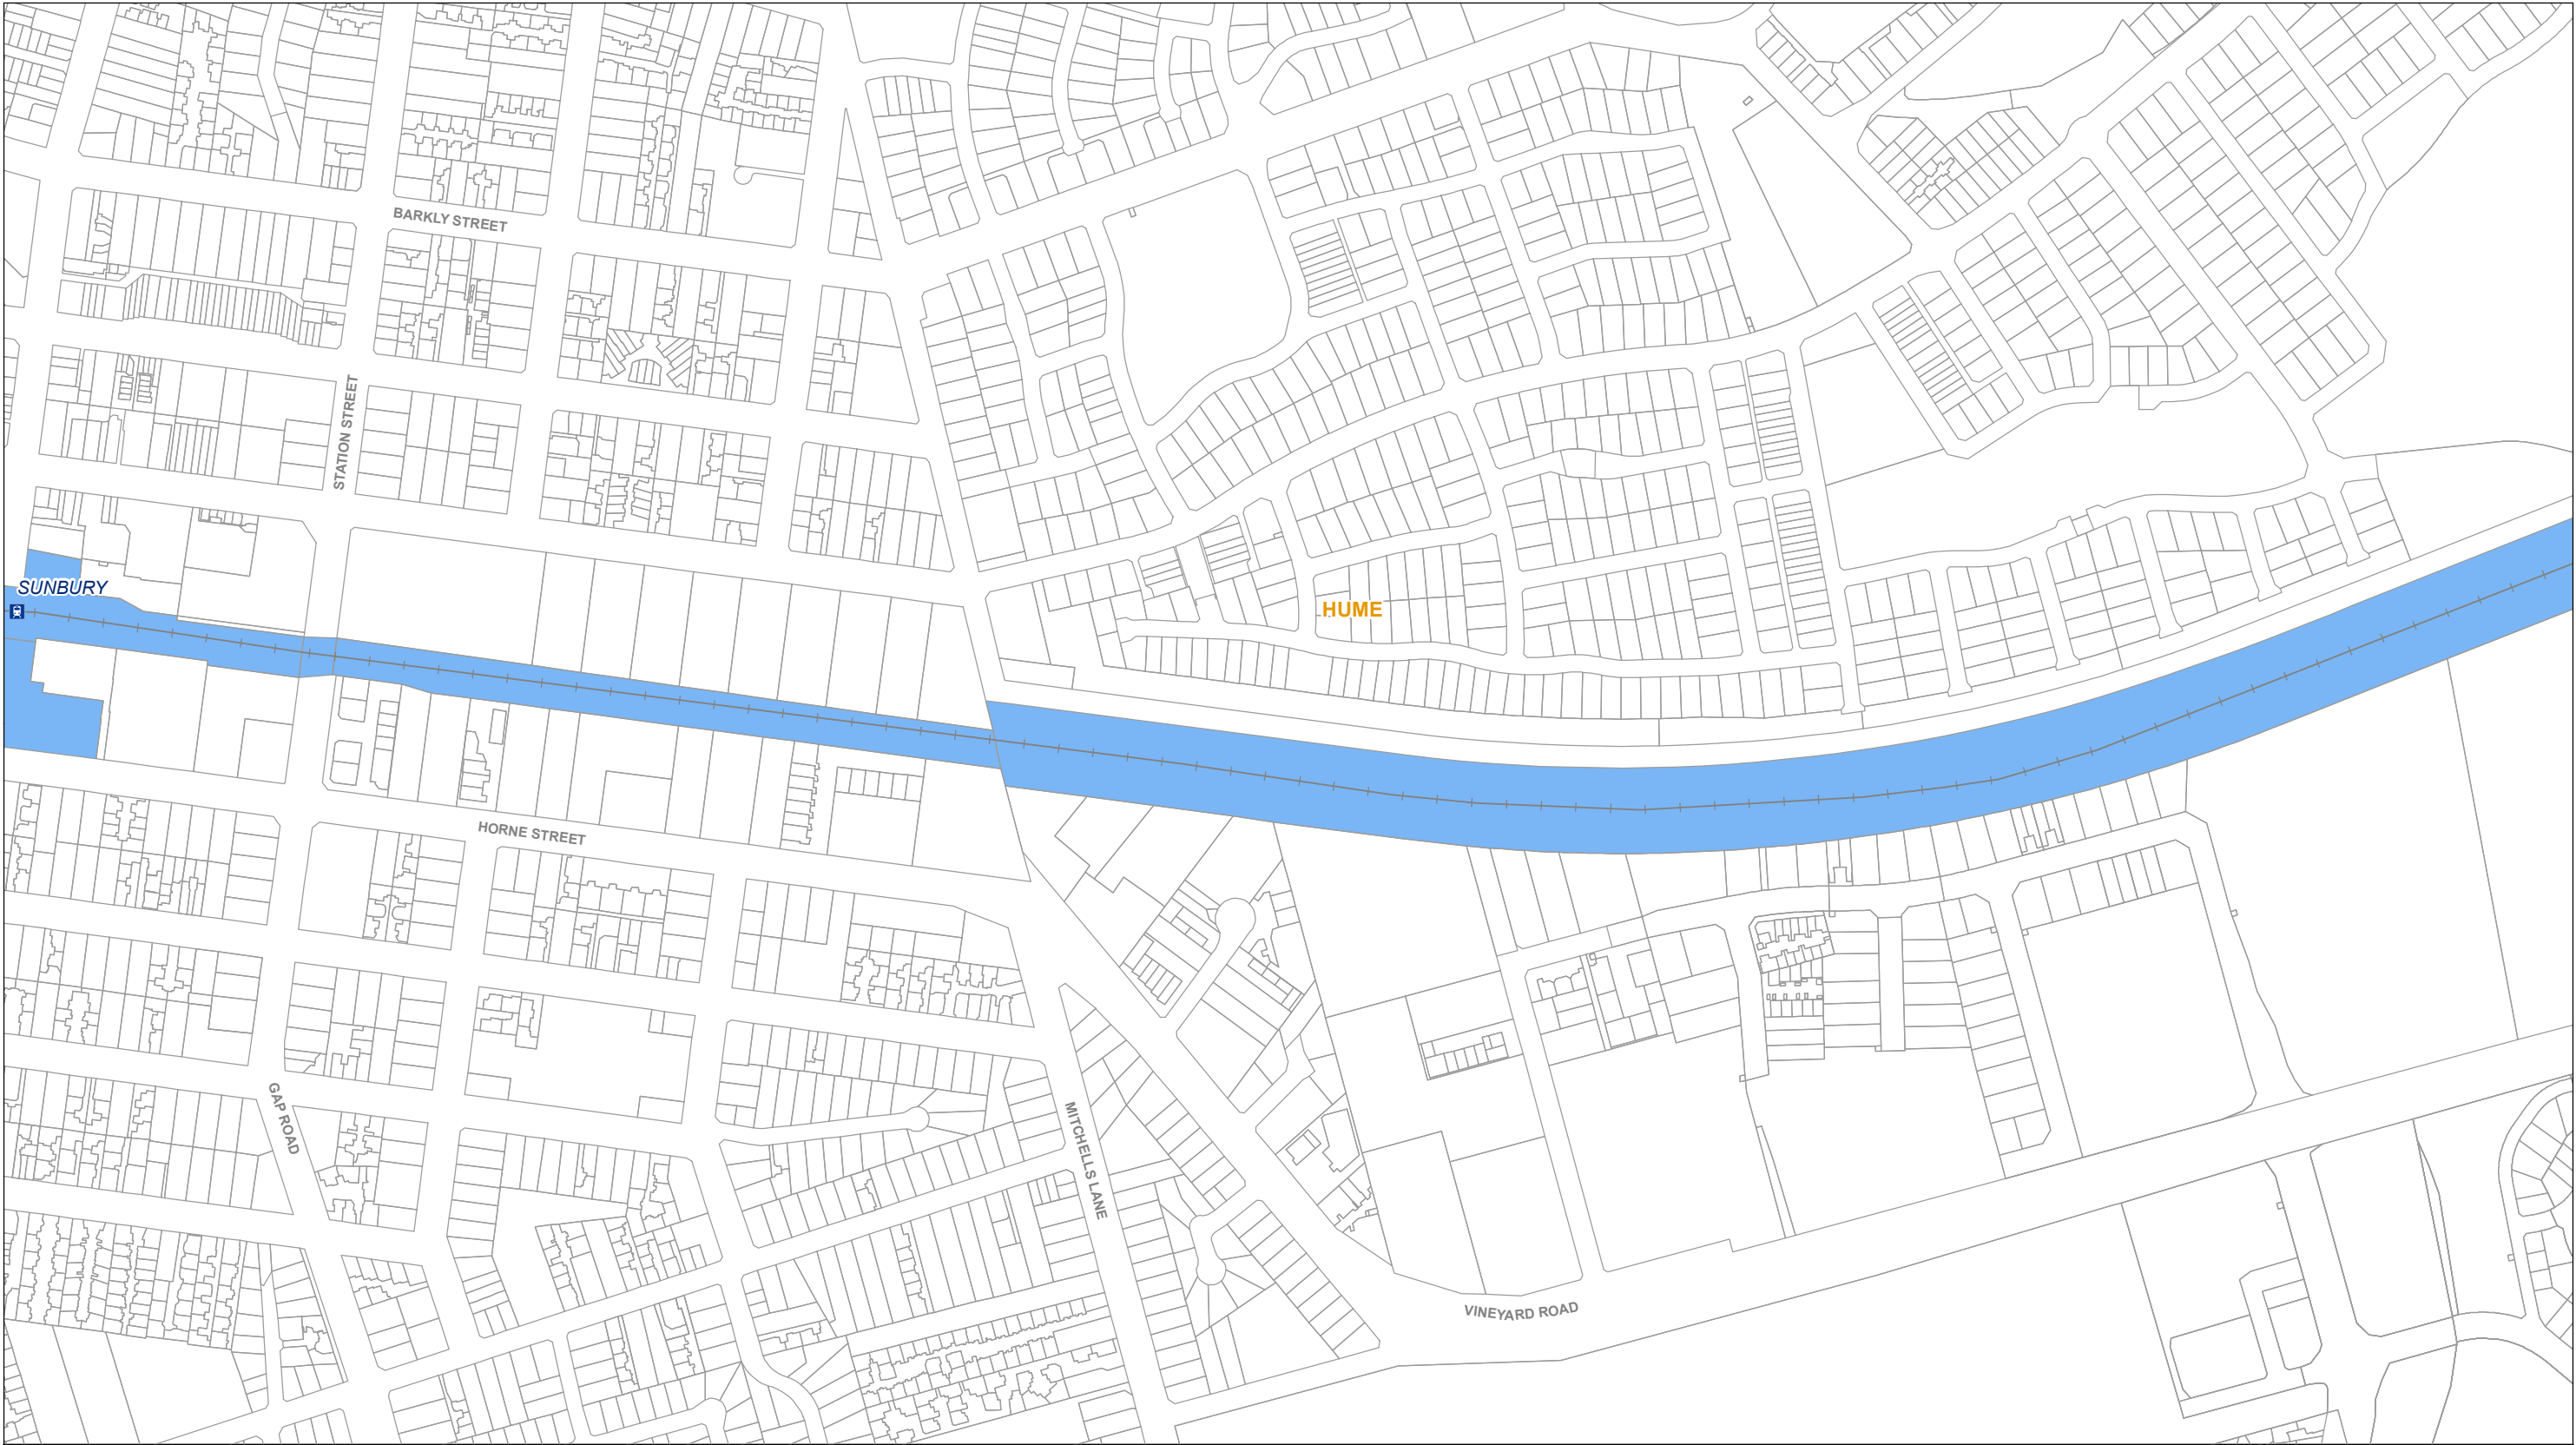 BARKLY STREET
STATION STREET
SUNBURY
HUME
HORNE STREET
GAP ROAD
MITCHELLS LANE
VINEYARD ROAD